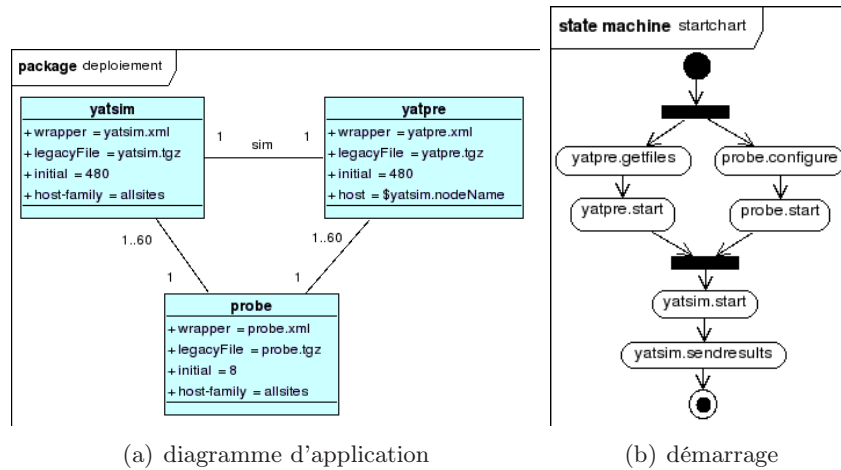 package deploiement
yatsim
+ wrapper = yatsim.xml
+ legacyFile = yatsim.tgz
+ initial = 480
+ host-family = allsites
1
sim
1
yatpre
+ wrapper = yatpre.xml
+ legacyFile = yatpre.tgz
+ initial = 480
+ host = $yatsim.nodeName
1..60
1..60
1
1
probe
+ wrapper = probe.xml
+ legacyFile = probe.tgz
+ initial = 8
+ host-family = allsites
(a) diagramme d'application
state machine startchart
yatpre.getfiles
probe.configure
yatpre.start
probe.start
yatsim.start
yatsim.sendresults
(b) démarrage